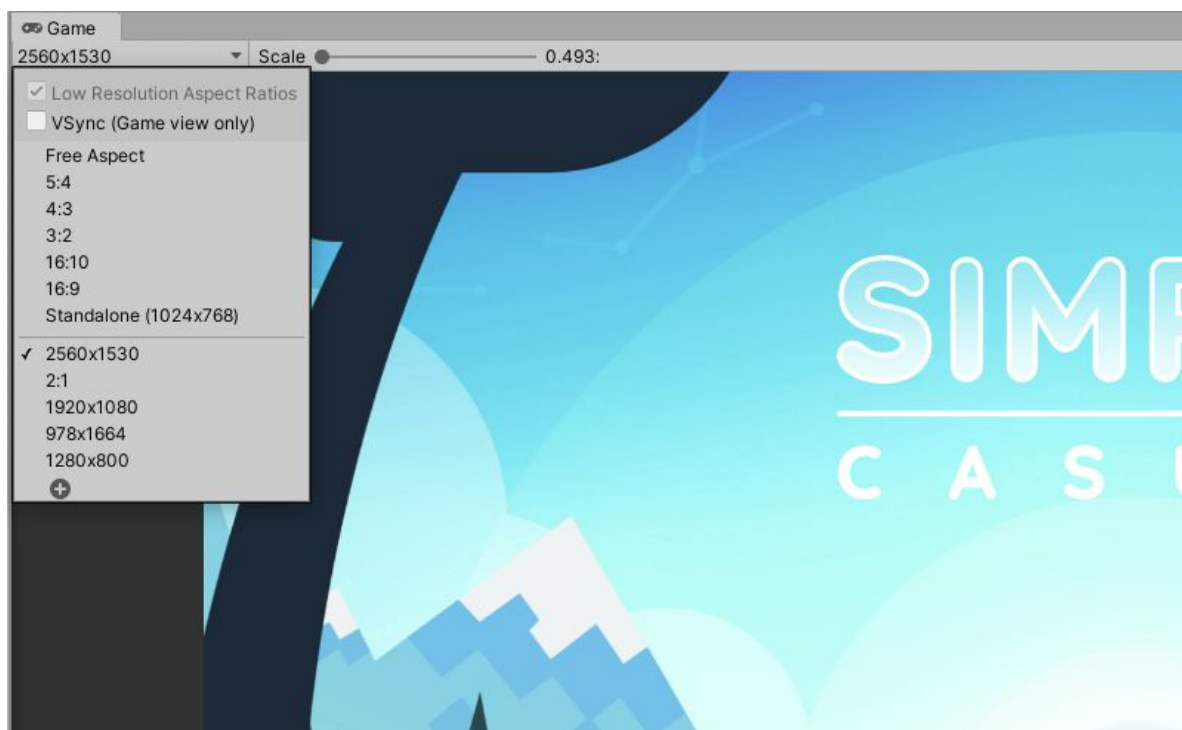 Game
2560x1530 Scale 0.493:
Low Resolution Aspect Ratios
VSync (Game view only)
Free Aspect
5:4
4:3
3:2
16:10
16:9
Standalone (1024x768)
2560x1530
2:1
1920x1080
978x1664
1280x800
SIMP
CASU